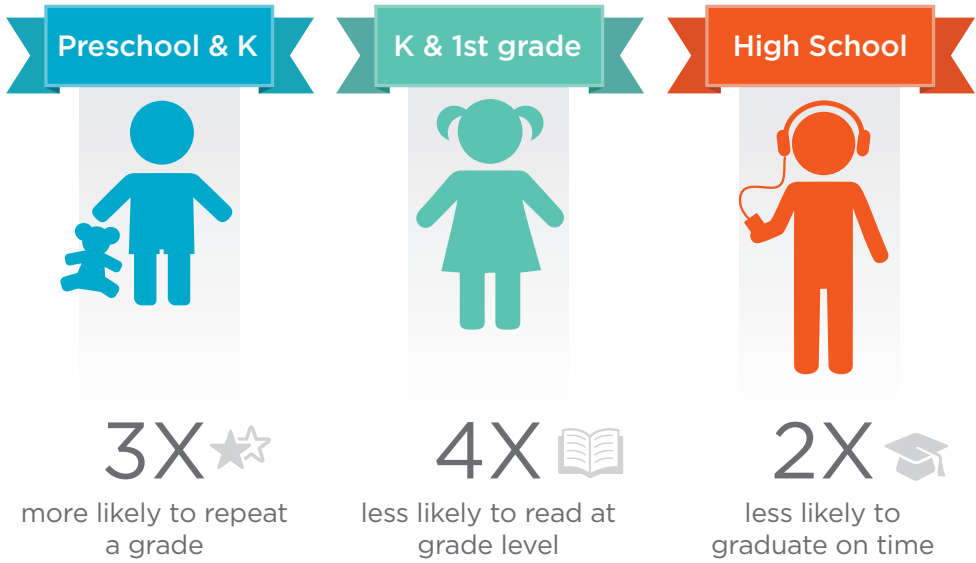 Preschool & K
K & 1st grade
High School
3X
more likely to repeat
a grade
4X
less likely to read at
grade level
2X
less likely to
graduate on time